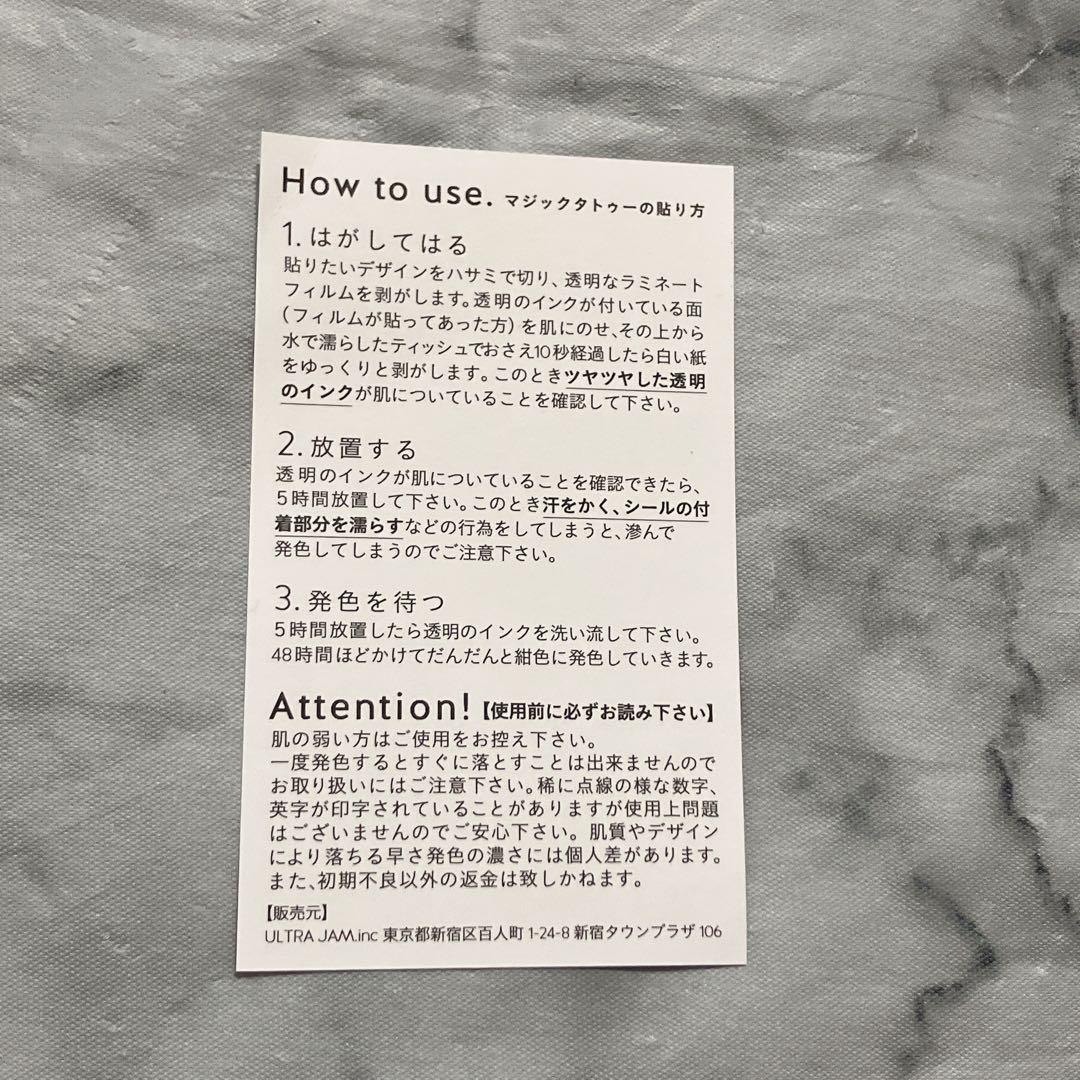 How to use. マジックタトゥーの貼り方
1. はがしてはる
貼りたいデザインをハサミで切り、透明なラミネート
フィルムを剥がします。透明のインクが付いている面
（フィルムが貼ってあった方）を肌にのせ、その上から
水で濡らしたティッシュでおさえ10秒経過したら白い紙
をゆっくりと剥がします。このときツヤツヤした透明
のインクが肌についていることを確認して下さい。
2. 放置する
透明のインクが肌についていることを確認できたら、
5時間放置して下さい。このとき汗をかく、シールの付
着部分を濡らすなどの行為をしてしまうと、滲んで
発色してしまうのでご注意下さい。
3. 発色を待つ
5時間放置したら透明のインクを洗い流して下さい。
48時間ほどかけてだんだんと紺色に発色していきます。
Attention!【使用前に必ずお読み下さい】
肌の弱い方はご使用をお控え下さい。
一度発色するとすぐに落とすことは出来ませんので
お取り扱いにはご注意下さい。稀に点線の様な数字、
英字が印字されていることがありますが使用上問題
はございませんのでご安心下さい。肌質やデザイン
により落ちる早さ発色の濃さには個人差があります。
また、初期不良以外の返金は致しかねます。
【販売元】
ULTRA JAM.inc 東京都新宿区百人町 1-24-8 新宿タウンプラザ 106